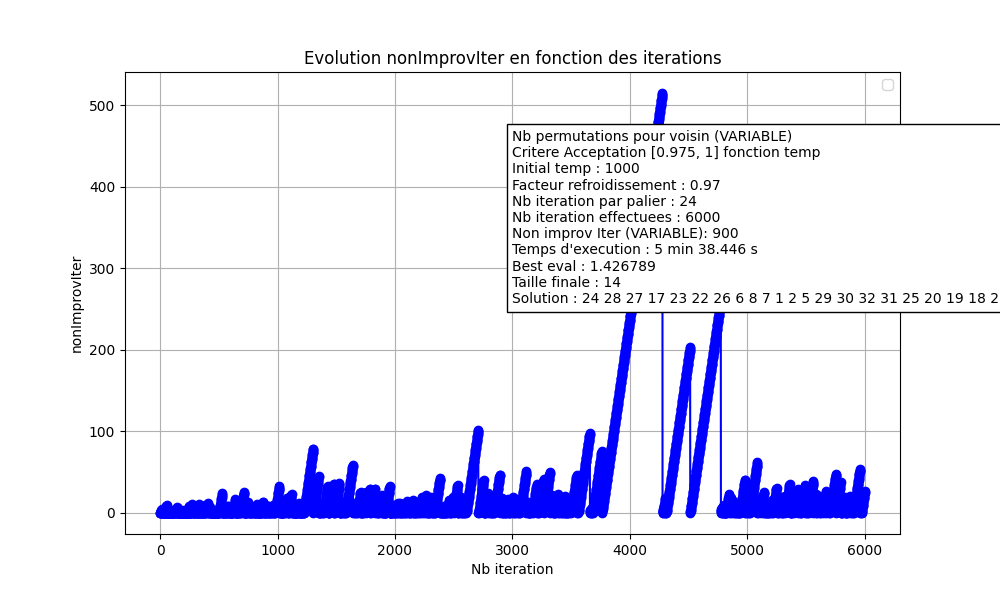 Evolution nonImprovIter en fonction des iterations
500
400
300
200
100
0
nonImprovIter
Nb permutations pour voisin (VARIABLE)
Critere Acceptation [0.975, 1] fonction temp
Initial temp : 1000
Facteur refroidissement : 0.97
Nb iteration par palier : 24
Nb iteration effectuees : 6000
Non improv Iter (VARIABLE): 900
Temps d'execution : 5 min 38.446 s
Best eval : 1.426789
Taille finale : 14
Solution : 24 28 27 17 23 22 26 6 8 7 1 2 5 29 30 32 31 25 20 19 18 2
0 1000 2000 3000 4000 5000 6000
Nb iteration